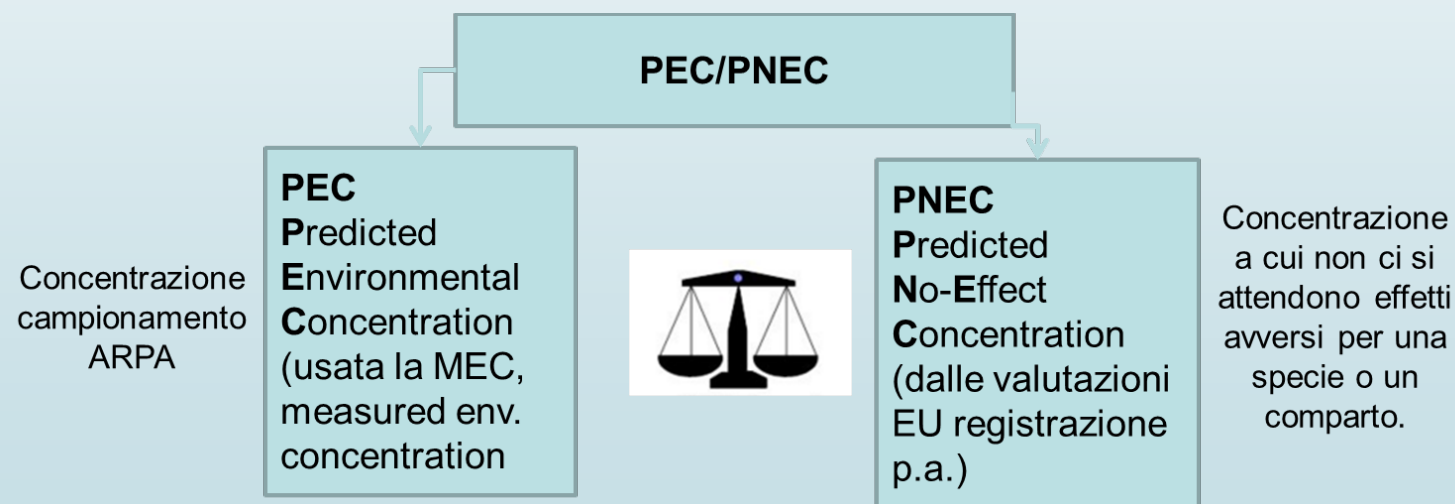 PEC/PNEC
Concentrazione
campionamento
ARPA
PEC
Predicted
Environmental
Concentration
(usata la MEC,
measured env.
concentration
PNEC
Predicted
No-Effect
Concentration
(dalle valutazioni
EU registrazione
p.a.)
Concentrazione
a cui non ci si
attendono effetti
avversi per una
specie o un
comparto.